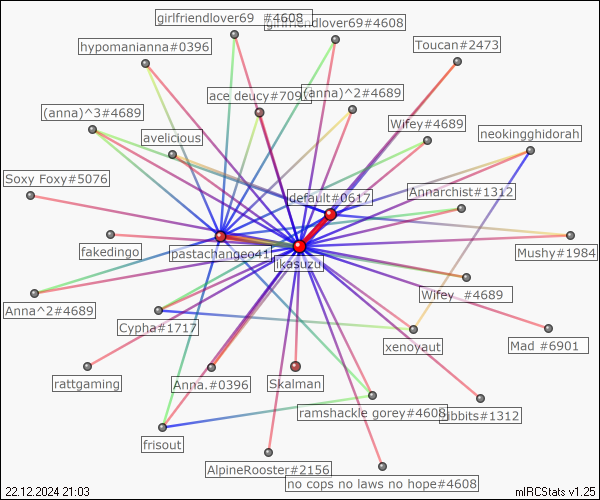 girlfriendlover69 #4608
girlfriendlover69#4608
hypomanianna#0396
Toucan#2473
ace deucy#709
(anna)^2#4689
(anna)^3#4689
avelicious
Wifey#4689
neokingghidorah
Soxy Foxy#5076
default#0617
Annarchist#1312
fakedingo
pastachangeo41
ikasuzu
Mushy#1984
Anna^2#4689
Wifey #4689
Cypha#1717
xenoyaut
Mad #6901
rattgaming
Anna.#0396
Skalman
ramshackle gorey#4608
ibbits#1312
frisout
AlpineRooster#2156
no cops no laws no hope#4608
22.12.2024 21:03
mIRCStats v1.25